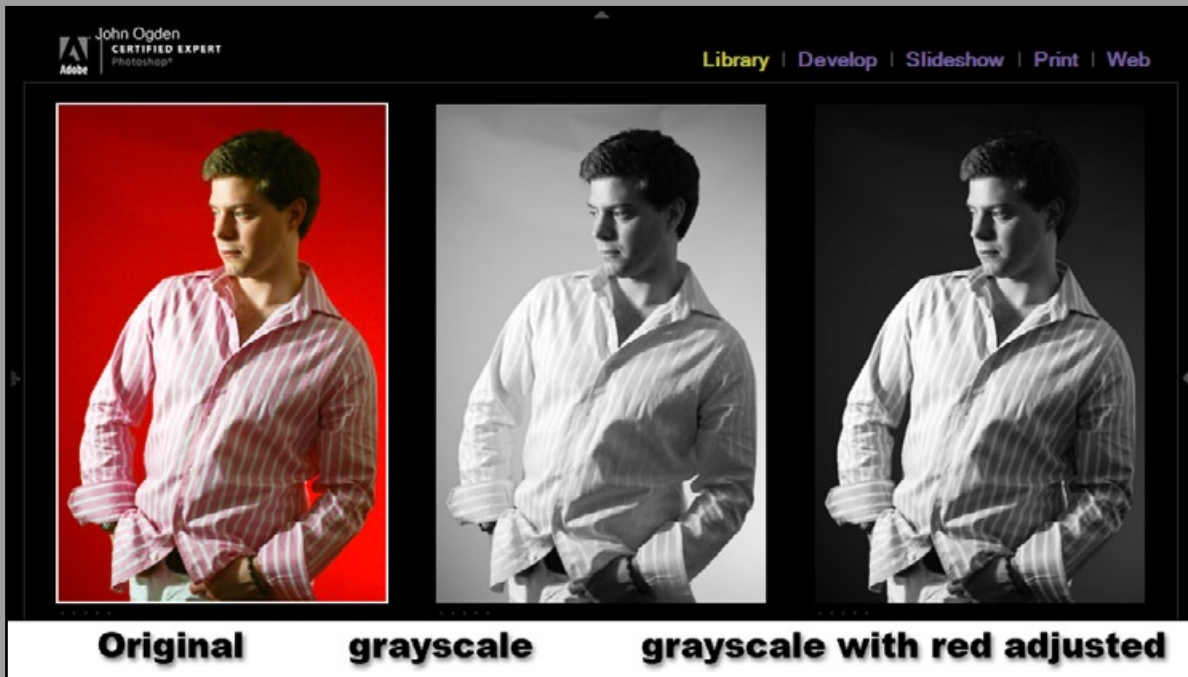 John Ogden
CERTIFIED EXPERT
Adobe Photoshop®
Library | Develop | Slideshow | Print | Web
Original grayscale grayscale with red adjusted